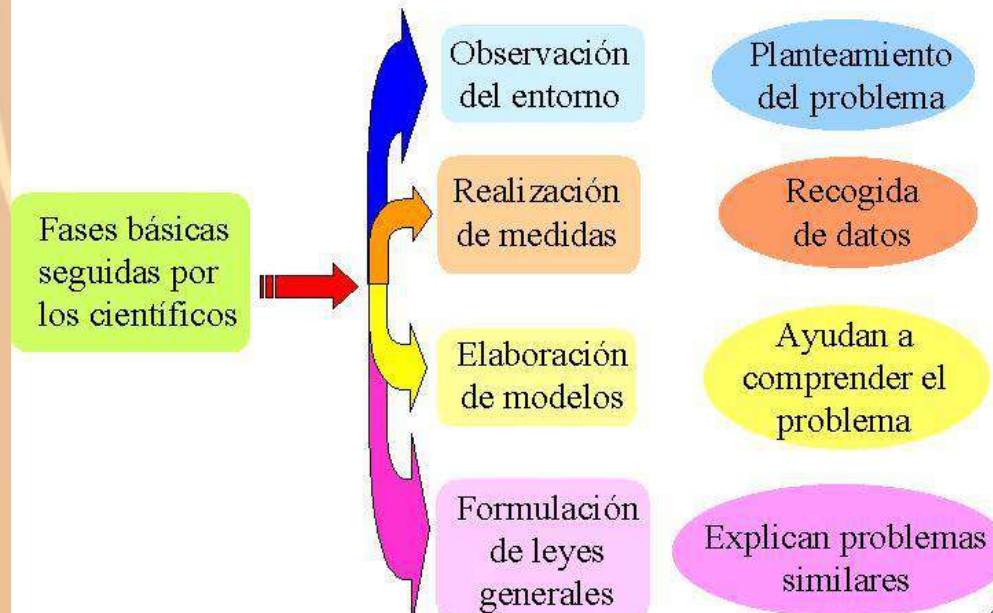 Fases básicas
seguidas por
los científicos
Observación
del entorno
Planteamiento
del problema
Realización
de medidas
Recogida
de datos
Elaboración
de modelos
Ayudan a
comprender el
problema
Formulación
de leyes
generales
Explican problemas
similares